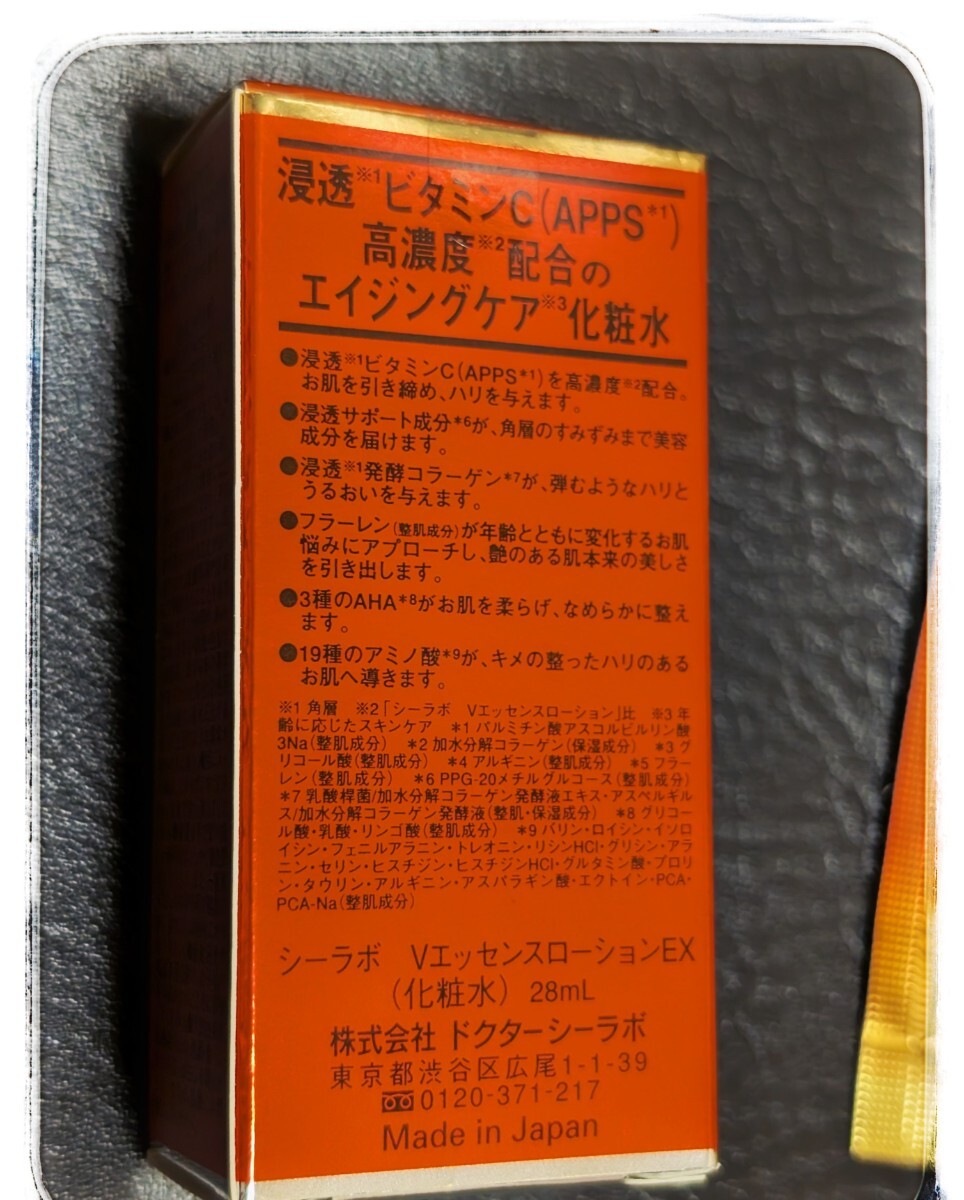 浸透※1ビタミンC(APPS*1)
高濃度※2配合の
エイジングケア※3化粧水
●浸透※1ビタミンC(APPS*1)を高濃度※2配合。
お肌を引き締め、ハリを与えます。
●浸透サポート成分*6が、角層のすみずみまで美容
成分を届けます。
●浸透※1発酵コラーゲン*7が、弾むようなハリと
うるおいを与えます。
●フラーレン(整肌成分)が年齢とともに変化するお肌
悩みにアプローチし、艶のある肌本来の美しさ
を引き出します。
●3種のAHA*8がお肌を柔らげ、なめらかに整え
ます。
●19種のアミノ酸*9が、キメの整ったハリのある
お肌へ導きます。
※1 角層 ※2「シーラボ Vエッセンスローション」比 ※3 年
齢に応じたスキンケア *1 パルミチン酸アスコルビルリン酸
3Na(整肌成分) *2 加水分解コラーゲン(保湿成分) *3 グ
リコール酸(整肌成分) *4 アルギニン(整肌成分) *5 フラー
レン(整肌成分) *6 PPG-20メチルグルコース(整肌成分)
*7 乳酸桿菌/加水分解コラーゲン発酵液エキス・アスペルギル
ス/加水分解コラーゲン発酵液(整肌・保湿成分) *8 グリコー
ル酸・乳酸・リンゴ酸(整肌成分) *9 バリン・ロイシン・イソロ
イシン・フェニルアラニン・トレオニン・リシンHCl・グリシン・アラ
ニン・セリン・ヒスチジン・ヒスチジンHCl・グルタミン酸・プロリ
ン・タウリン・アルギニン・アスパラギン酸・エクトイン・PCA・
PCA-Na(整肌成分)
シーラボ VエッセンスローションEX
(化粧水) 28mL
株式会社 ドクターシーラボ
東京都渋谷区広尾1-1-39
0120-371-217
Made in Japan